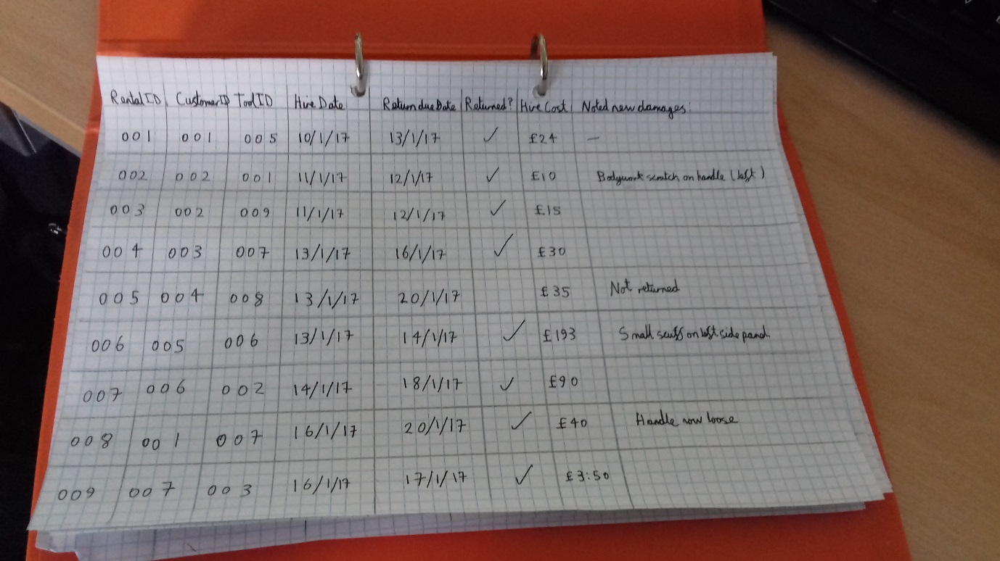 RentalID CustomerID ToolID Hire Date Return due Date Returned? Hire Cost Noted new damages:
001 001 005 10/1/17 13/1/17 ✓ £24 —
002 002 001 11/1/17 12/1/17 ✓ £10 Bodywork scratch on handle (left)
003 002 009 11/1/17 12/1/17 ✓ £15
004 003 007 13/1/17 16/1/17 ✓ £30
005 004 008 13/1/17 20/1/17 £35 Not returned
006 005 006 13/1/17 14/1/17 ✓ £193 Small scuff on left side panel
007 006 002 14/1/17 18/1/17 ✓ £90
008 001 007 16/1/17 20/1/17 ✓ £40 Handle now loose
009 007 003 16/1/17 17/1/17 ✓ £3:50